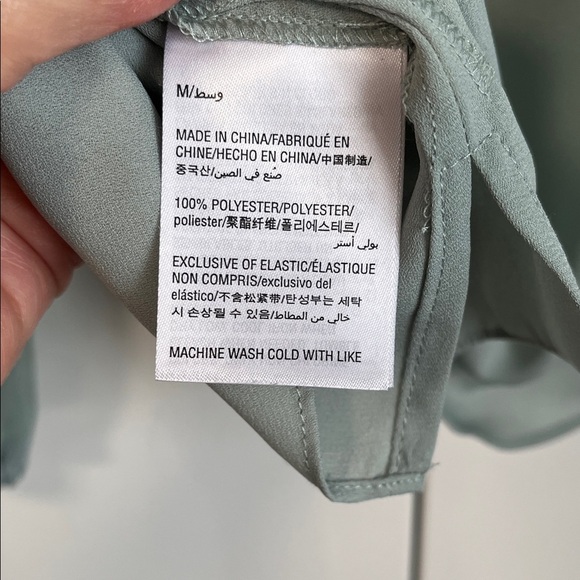 M/وسط
MADE IN CHINA/FABRIQUÉ EN
CHINE/HECHO EN CHINA/中国制造/
중국산/صنع في الصين
100% POLYESTER/POLYESTER/
poliester/聚酯纤维/폴리에스테르/
بولي أستر
EXCLUSIVE OF ELASTIC/ÉLASTIQUE
NON COMPRIS/exclusivo del
elástico/不含松紧带/탄성부는 세탁
시 손상될 수 있음/خالي من المطاط
MACHINE WASH COLD WITH LIKE